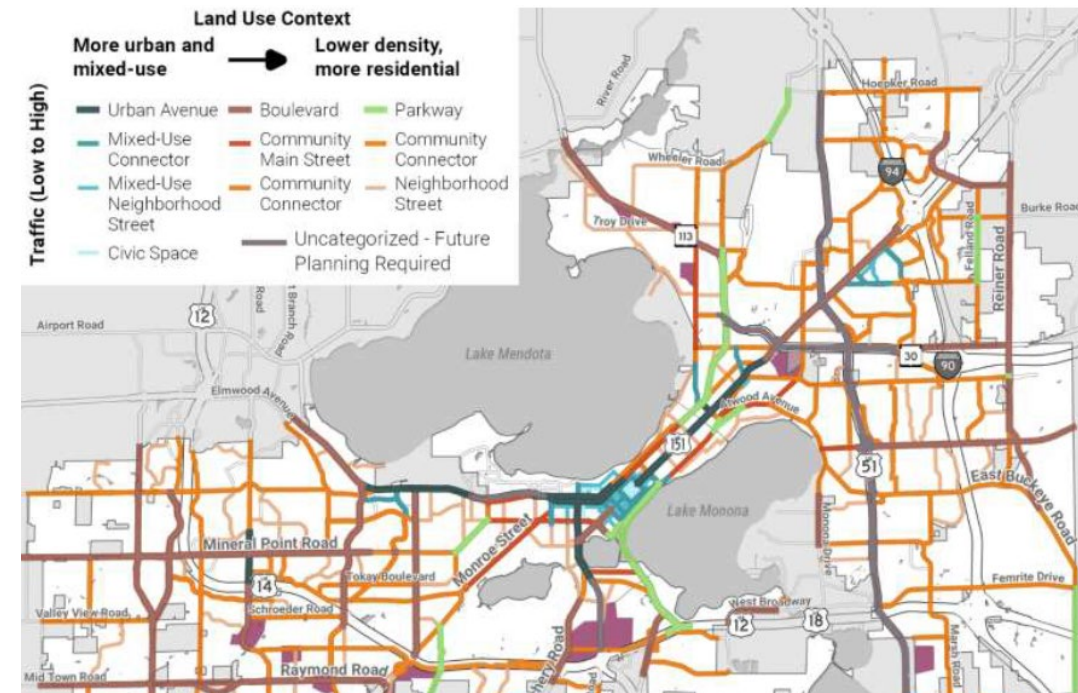 Land Use Context
More urban and
mixed-use
Lower density,
more residential
Traffic (Low to High)
Urban Avenue
Boulevard
Parkway
Mixed-Use
Connector
Community
Main Street
Community
Connector
Mixed-Use
Neighborhood
Street
Community
Connector
Neighborhood
Street
Civic Space
Uncategorized - Future
Planning Required
River Road
Hoepker Road
94
Wheeler Road
Troy Drive
113
Burke Road
Felland Road
Reiner Road
12
Road
Branch Road
Airport Road
Lake Mendota
30
90
Elmwood Avenue
Atwood Avenue
151
51
East Buckeye Road
Lake Monona
Monona Drive
Mineral Point Road
Monroe Street
Tokay Boulevard
14
Femrite Drive
Schroeder Road
Valley View Road
West Broadway
12
18
Marsh Road
Raymond Road
hery Road
Mid Town Road